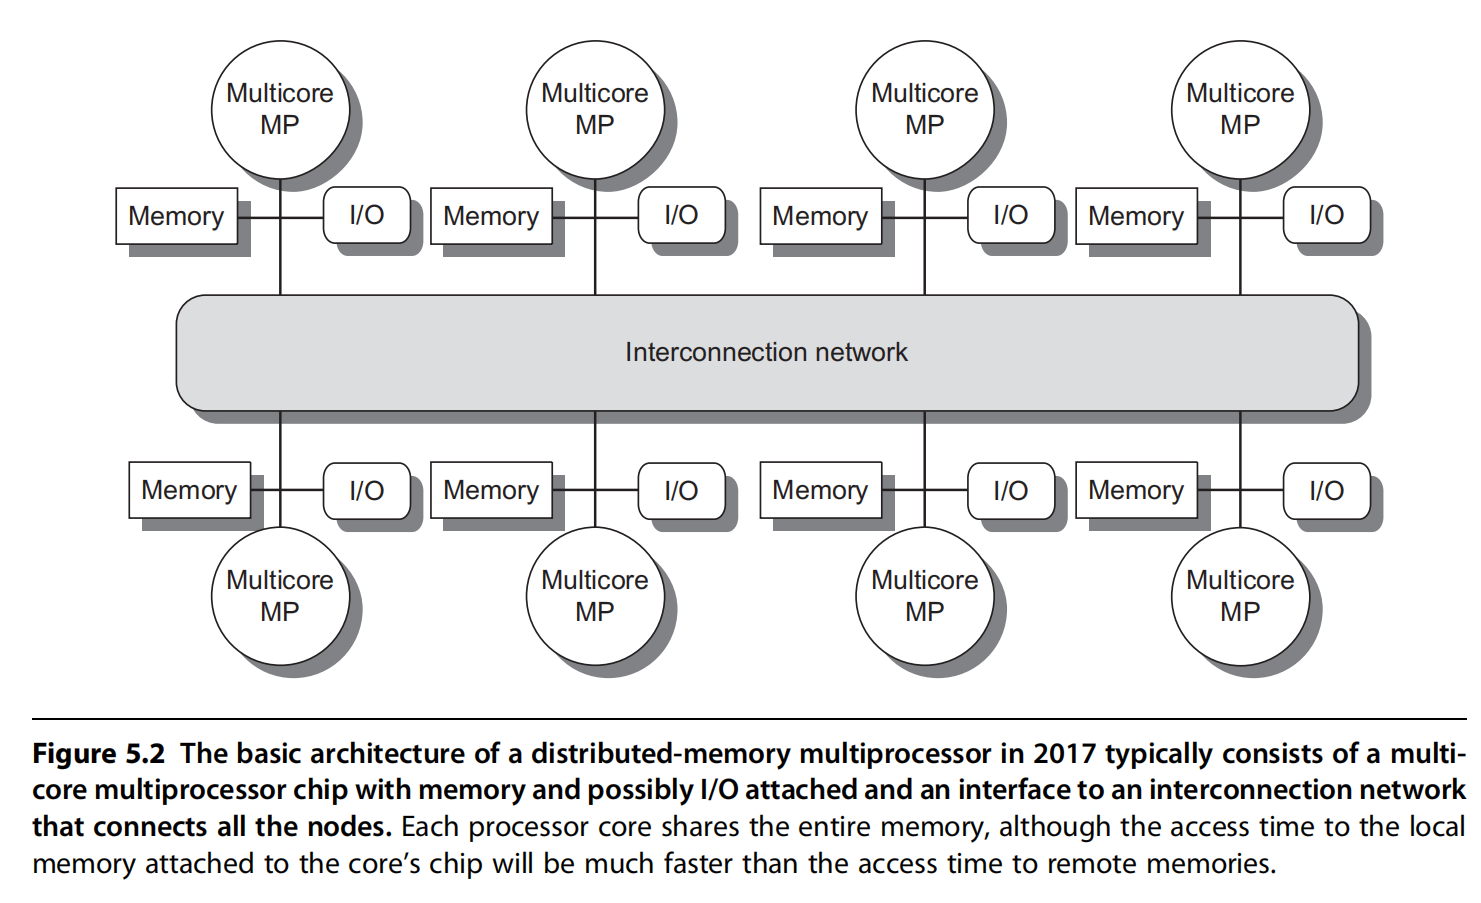 Multicore
MP
Multicore
MP
Multicore
MP
Multicore
MP
Memory
I/O
Memory
I/O
Memory
I/O
Memory
I/O
Interconnection network
Memory
I/O
Memory
I/O
Memory
I/O
Memory
I/O
Multicore
MP
Multicore
MP
Multicore
MP
Multicore
MP
Figure 5.2 The basic architecture of a distributed-memory multiprocessor in 2017 typically consists of a multi-
core multiprocessor chip with memory and possibly I/O attached and an interface to an interconnection network
that connects all the nodes. Each processor core shares the entire memory, although the access time to the local
memory attached to the core's chip will be much faster than the access time to remote memories.